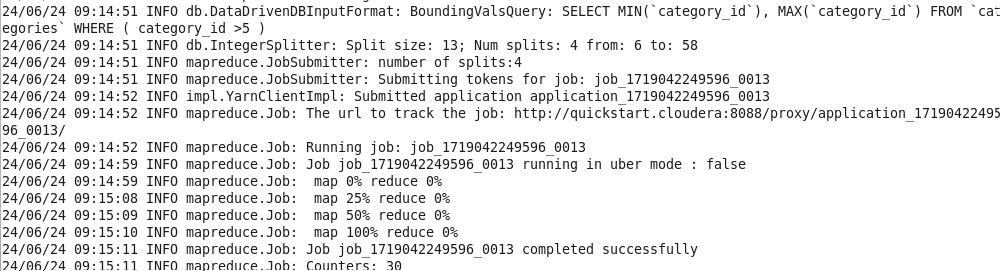 24/06/24 09:14:51 INFO db.DataDrivenDBInputFormat: BoundingValsQuery: SELECT MIN(`category_id`), MAX(`category_id`) FROM `cat
egories` WHERE ( category_id >5 )
24/06/24 09:14:51 INFO db.IntegerSplitter: Split size: 13; Num splits: 4 from: 6 to: 58
24/06/24 09:14:51 INFO mapreduce.JobSubmitter: number of splits:4
24/06/24 09:14:51 INFO mapreduce.JobSubmitter: Submitting tokens for job: job_1719042249596_0013
24/06/24 09:14:52 INFO impl.YarnClientImpl: Submitted application application_1719042249596_0013
24/06/24 09:14:52 INFO mapreduce.Job: The url to track the job: http://quickstart.cloudera:8088/proxy/application_17190422495
96_0013/
24/06/24 09:14:52 INFO mapreduce.Job: Running job: job_1719042249596_0013
24/06/24 09:14:59 INFO mapreduce.Job: Job job_1719042249596_0013 running in uber mode : false
24/06/24 09:14:59 INFO mapreduce.Job:  map 0% reduce 0%
24/06/24 09:15:08 INFO mapreduce.Job:  map 25% reduce 0%
24/06/24 09:15:09 INFO mapreduce.Job:  map 50% reduce 0%
24/06/24 09:15:10 INFO mapreduce.Job:  map 100% reduce 0%
24/06/24 09:15:11 INFO mapreduce.Job: Job job_1719042249596_0013 completed successfully
24/06/24 09:15:11 INFO mapreduce.Job: Counters: 30